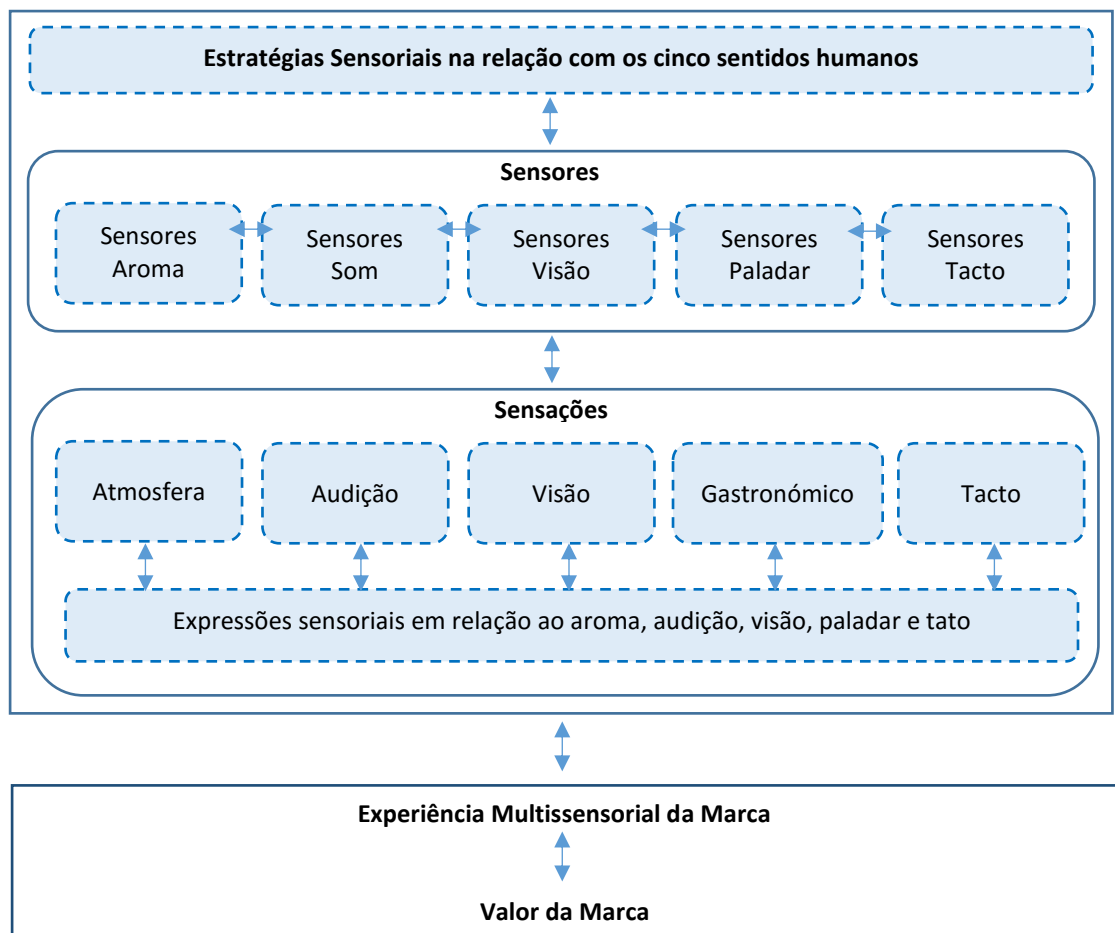 Estratégias Sensoriais na relação com os cinco sentidos humanos
Sensores
Sensores
Aroma
Sensores
Som
Sensores
Visão
Sensores
Paladar
Sensores
Tacto
Sensações
Atmosfera
Audição
Visão
Gastronómico
Tacto
Expressões sensoriais em relação ao aroma, audição, visão, paladar e tato
Experiência Multissensorial da Marca
Valor da Marca